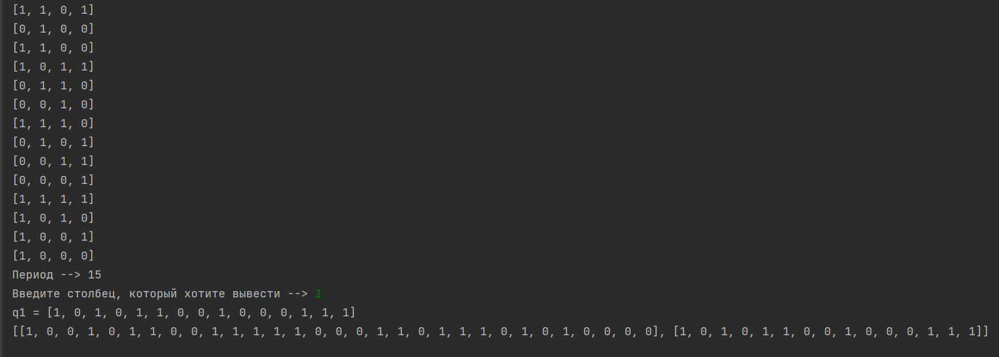 [1, 1, 0, 1]
[0, 1, 0, 0]
[1, 1, 0, 0]
[1, 0, 1, 1]
[0, 1, 1, 0]
[0, 0, 1, 0]
[1, 1, 1, 0]
[0, 1, 0, 1]
[0, 0, 1, 1]
[0, 0, 0, 1]
[1, 1, 1, 1]
[1, 0, 1, 0]
[1, 0, 0, 1]
[1, 0, 0, 0]
Период --> 15
Введите столбец, который хотите вывести --> 1
q1 = [1, 0, 1, 0, 1, 1, 0, 0, 1, 0, 0, 0, 1, 1, 1]
[[1, 0, 0, 1, 0, 1, 1, 0, 0, 1, 1, 1, 1, 1, 0, 0, 0, 1, 1, 0, 1, 1, 1, 0, 1, 0, 1, 0, 0, 0, 0], [1, 0, 1, 0, 1, 1, 0, 0, 1, 0, 0, 0, 1, 1, 1]]